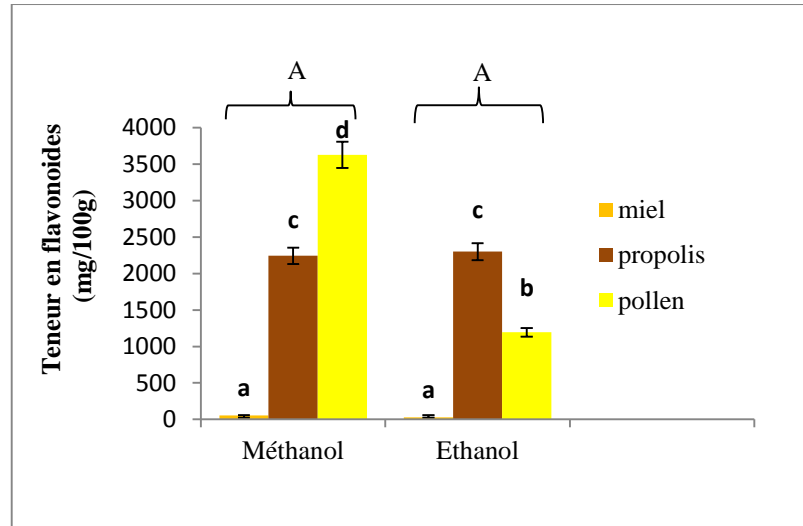 A
A
Teneur en flavonoides
(mg/100g)
4000
3500
3000
2500
2000
1500
1000
500
0
a
c
d
a
c
b
Méthanol
Ethanol
miel
propolis
pollen